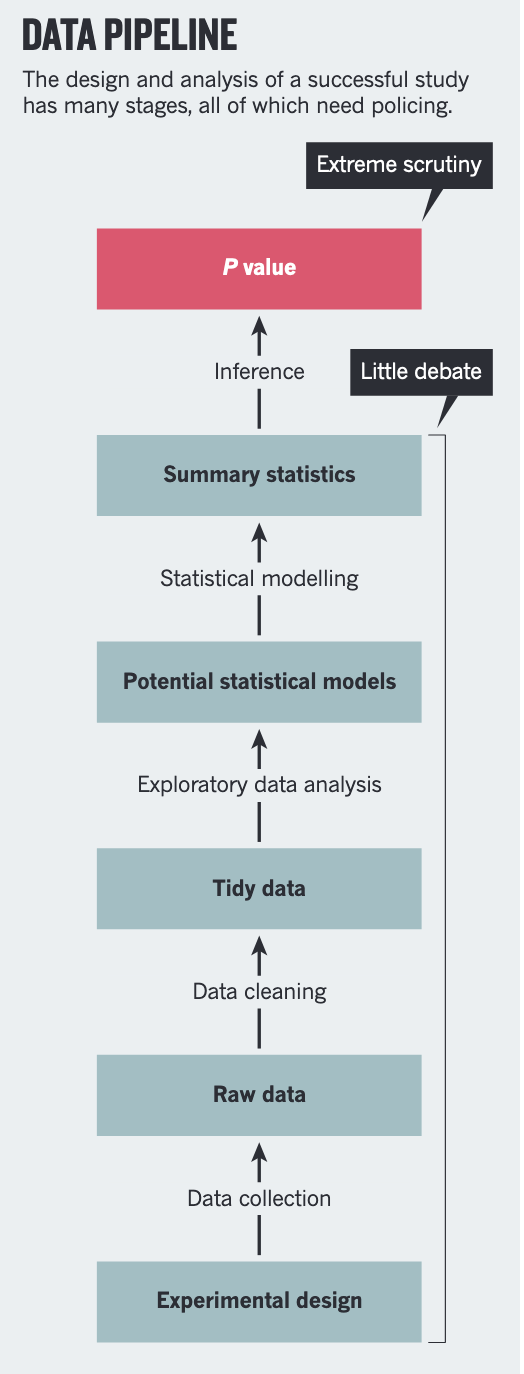 DATA PIPELINE
The design and analysis of a successful study
has many stages, all of which need policing.
Extreme scrutiny
P value
Inference
Little debate
Summary statistics
Statistical modelling
Potential statistical models
Exploratory data analysis
Tidy data
Data cleaning
Raw data
Data collection
Experimental design